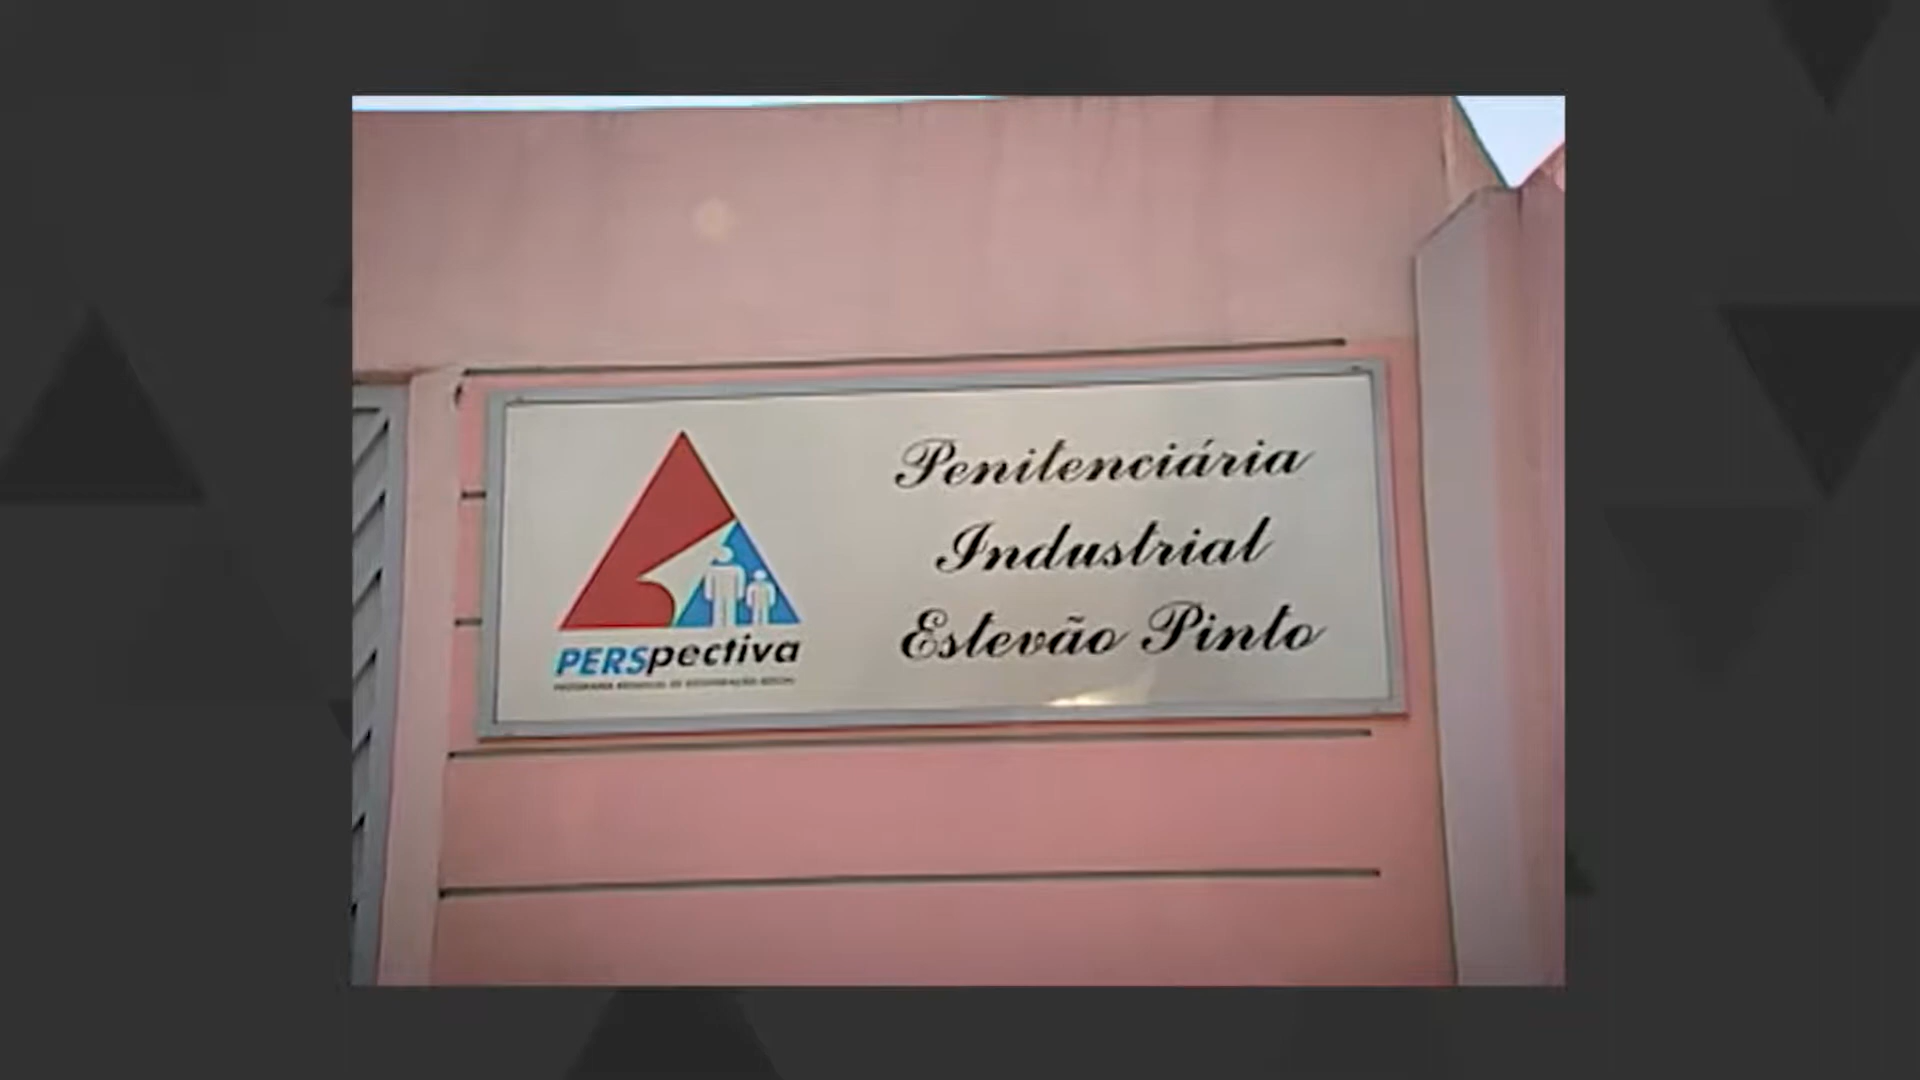 Penitenciária
Industrial
Estevão Pinto
PERSpectiva